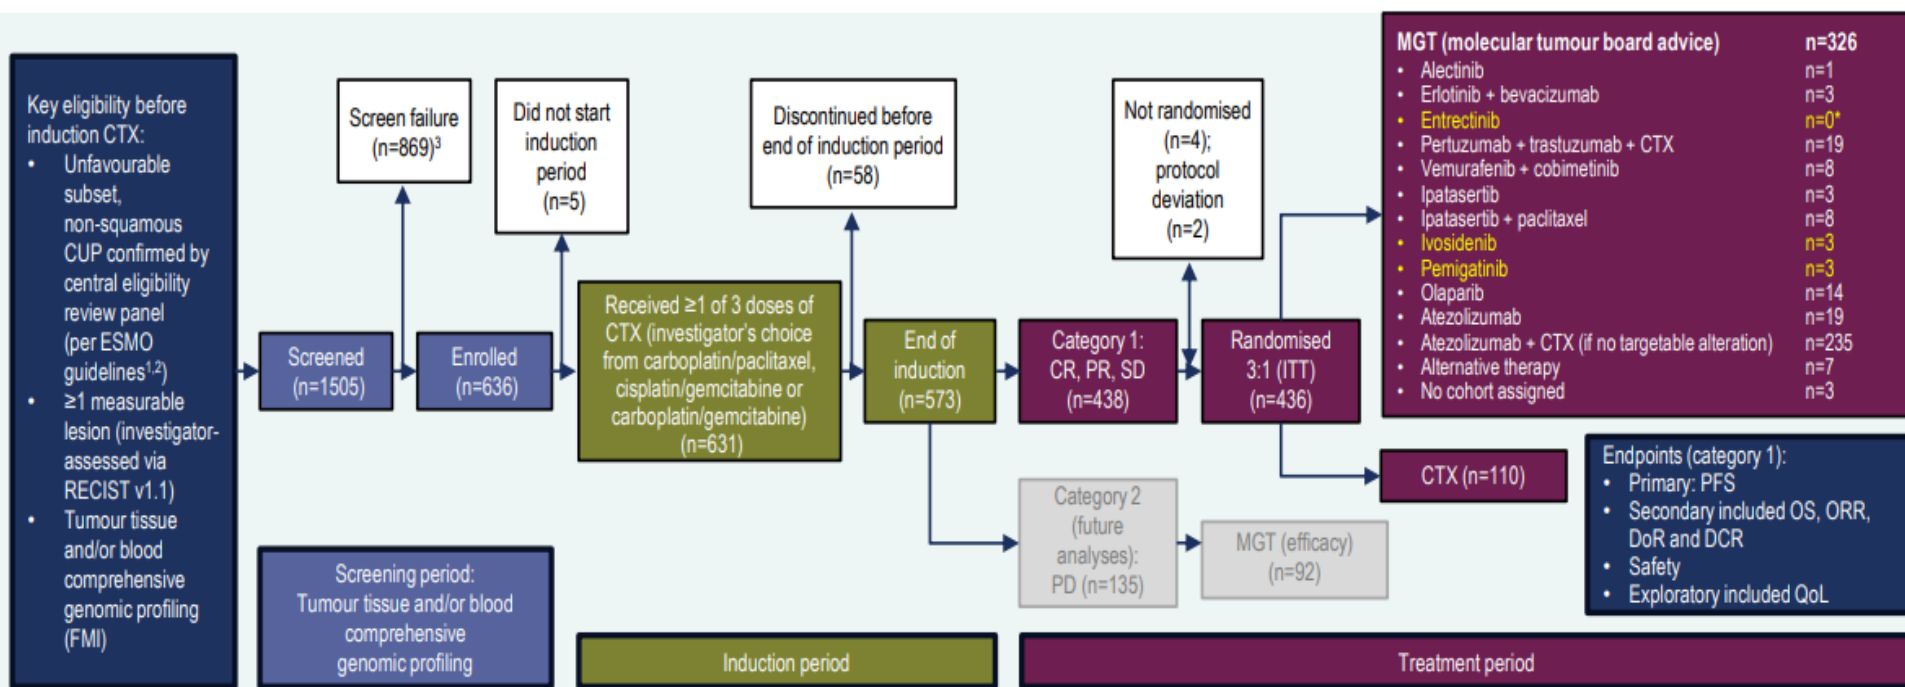 Key eligibility before
induction CTX:
• Unfavourable
subset,
non-squamous
CUP confirmed by
central eligibility
review panel
(per ESMO
guidelines1,2)
• ≥1 measurable
lesion (investigator-
assessed via
RECIST v1.1)
• Tumour tissue
and/or blood
comprehensive
genomic profiling
(FMI)
Screen failure
(n=869)3
Did not start
induction
period
(n=5)
Discontinued before
end of induction period
(n=58)
Not randomised
(n=4);
protocol
deviation
(n=2)
Screened
(n=1505)
Enrolled
(n=636)
Received ≥1 of 3 doses of
CTX (investigator's choice
from carboplatin/paclitaxel,
cisplatin/gemcitabine or
carboplatin/gemcitabine)
(n=631)
End of
induction
(n=573)
Category 1:
CR, PR, SD
(n=438)
Randomised
3:1 (ITT)
(n=436)
MGT (molecular tumour board advice) n=326
• Alectinib n=1
• Erlotinib + bevacizumab n=3
• Entrectinib n=0*
• Pertuzumab + trastuzumab + CTX n=19
• Vemurafenib + cobimetinib n=8
• Ipatasertib n=3
• Ipatasertib + paclitaxel n=8
• Ivosidenib n=3
• Pemigatinib n=3
• Olaparib n=14
• Atezolizumab n=19
• Atezolizumab + CTX (if no targetable alteration) n=235
• Alternative therapy n=7
• No cohort assigned n=3
CTX (n=110)
Category 2
(future
analyses):
PD (n=135)
MGT (efficacy)
(n=92)
Endpoints (category 1):
• Primary: PFS
• Secondary included OS, ORR,
DoR and DCR
• Safety
• Exploratory included QoL
Screening period:
Tumour tissue and/or blood
comprehensive
genomic profiling
Induction period
Treatment period